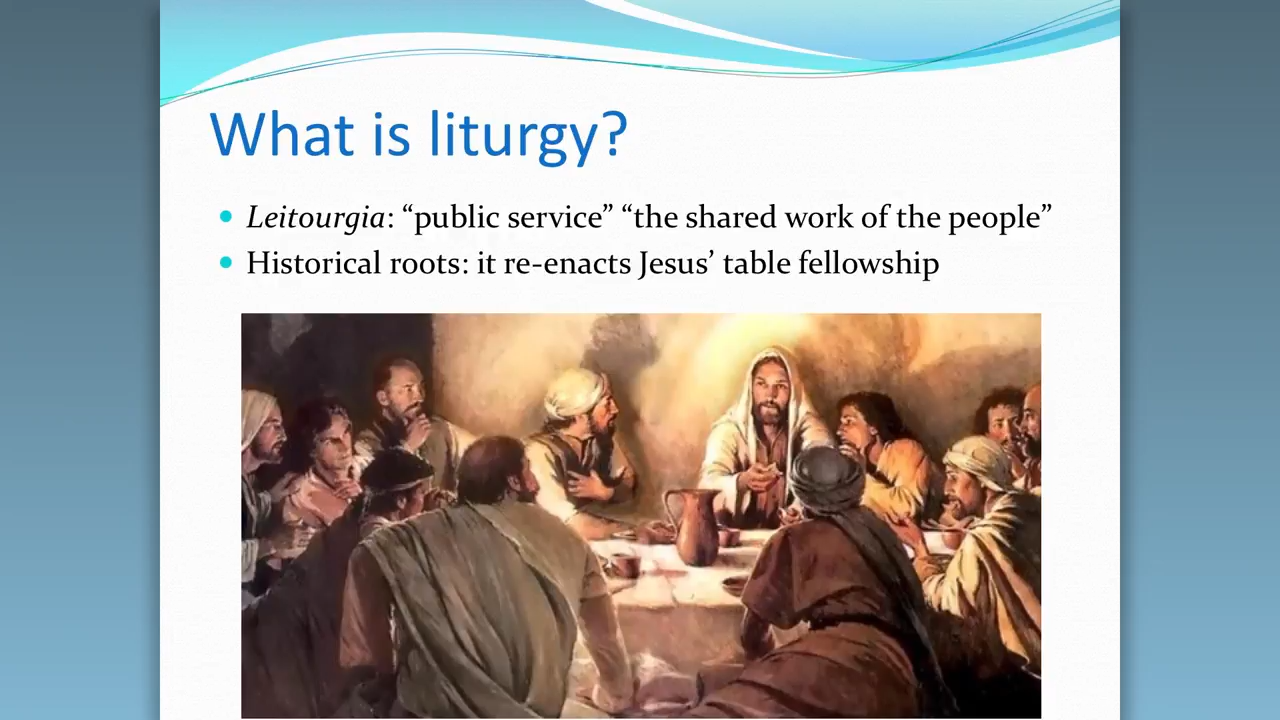 What is liturgy?
Leitourgia: “public service” “the shared work of the people”
Historical roots: it re-enacts Jesus’ table fellowship